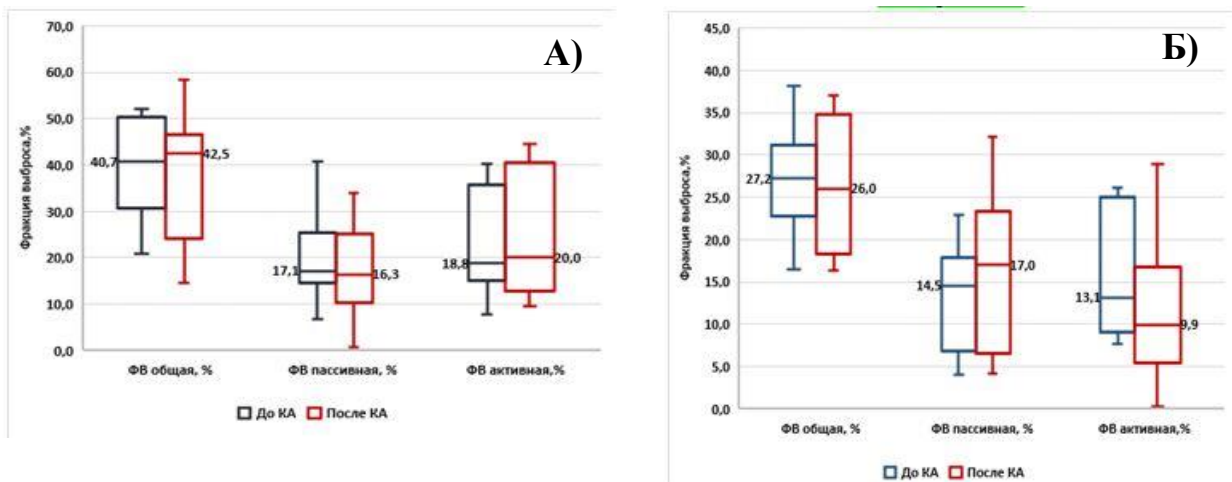 А)
70,0
60,0
50,0
40,0
30,0
20,0
10,0
0,0
Фракция выброса,%
40,7
42,5
17,1
16,3
18,8
20,0
ФВ общая, %
ФВ пассивная, %
ФВ активная,%
До КА
После КА
Б)
45,0
40,0
35,0
30,0
25,0
20,0
15,0
10,0
5,0
0,0
Фракция выброса,%
27,2
26,0
14,5
17,0
13,1
9,9
ФВ общая, %
ФВ пассивная, %
ФВ активная,%
До КА
После КА